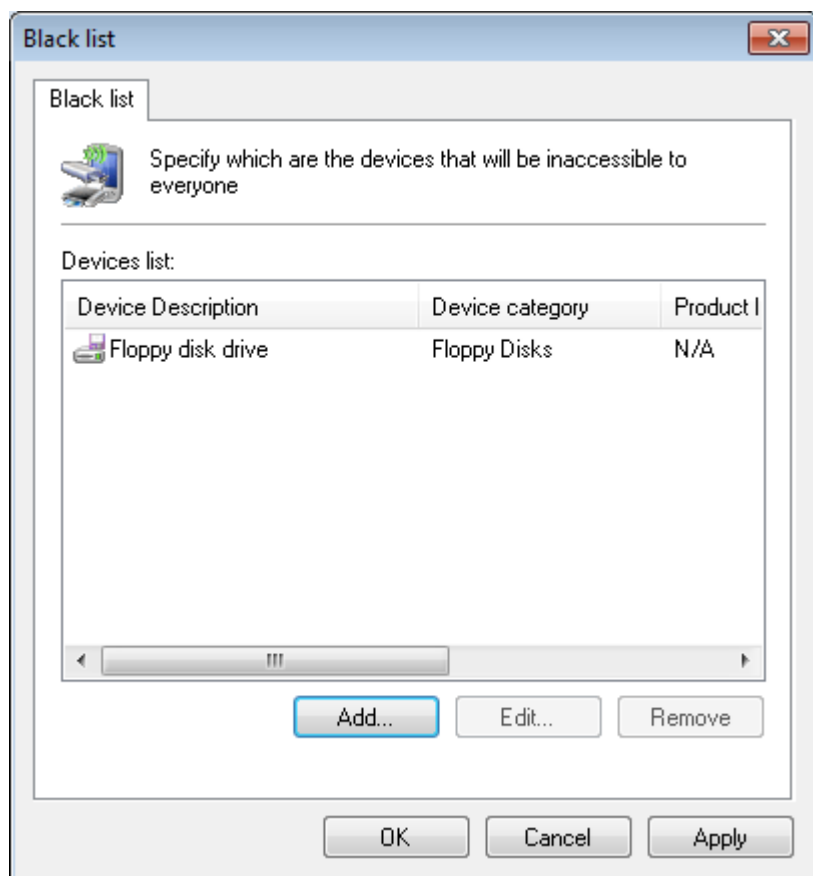 Black list
Black list
Specify which are the devices that will be inaccessible to
everyone
Devices list:
Device Description Device category Product I
Floppy disk drive Floppy Disks N/A
Add... Edit... Remove
OK Cancel Apply